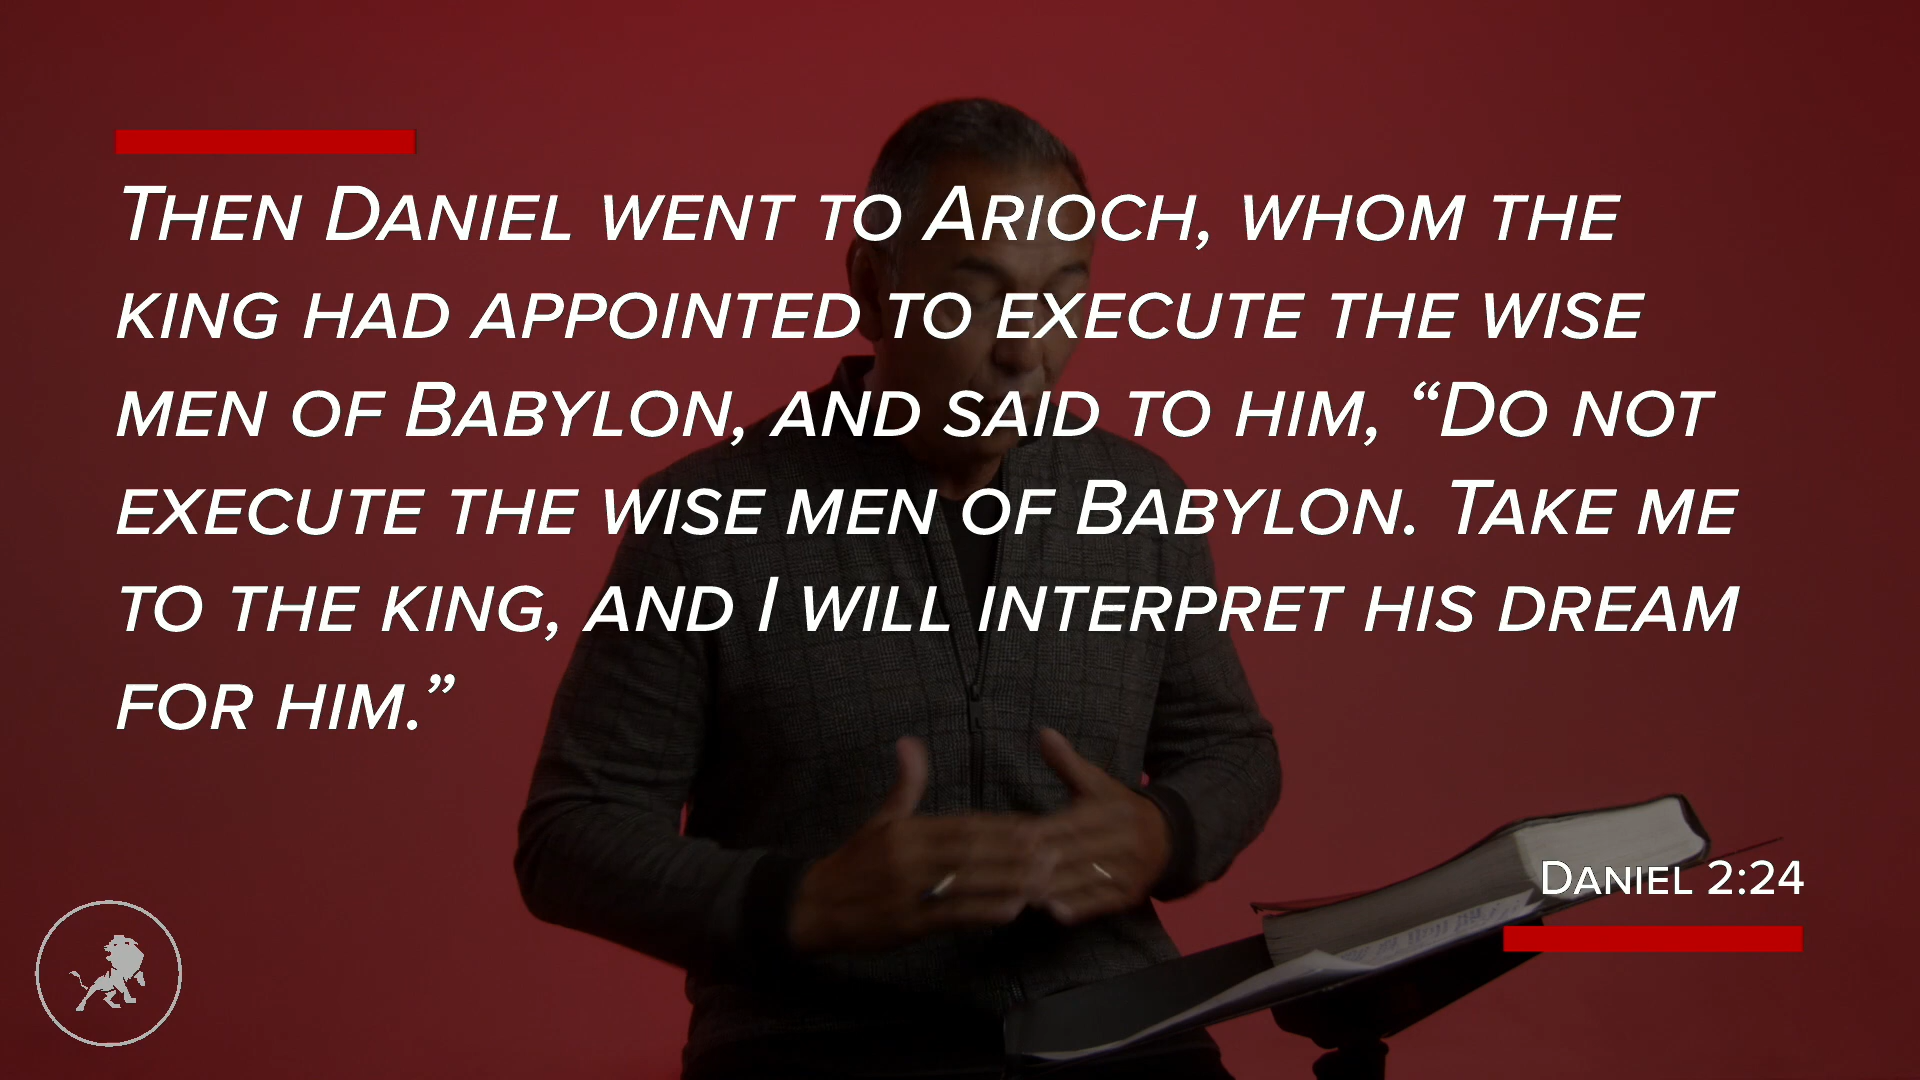 Then Daniel went to Arioch, whom the
king had appointed to execute the wise
men of Babylon, and said to him, “Do not
execute the wise men of Babylon. Take me
to the king, and I will interpret his dream
for him.”
Daniel 2:24